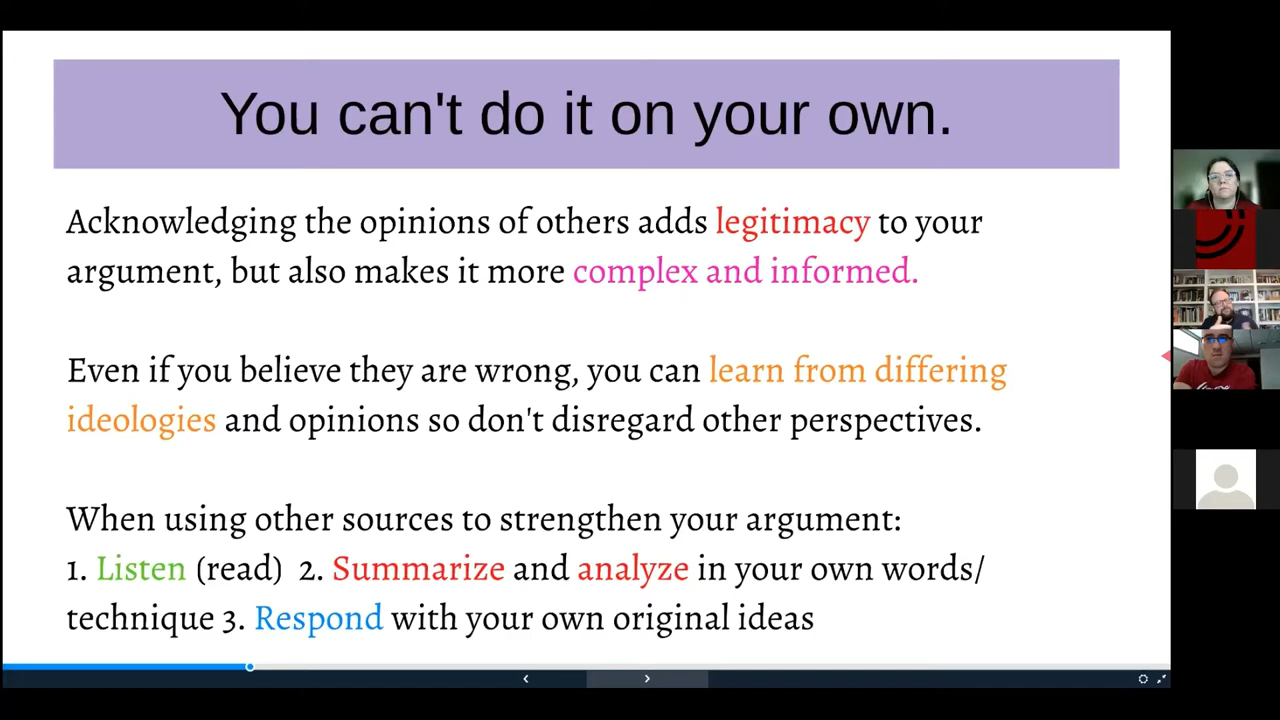 You can't do it on your own.
Acknowledging the opinions of others adds legitimacy to your
argument, but also makes it more complex and informed.
Even if you believe they are wrong, you can learn from differing
ideologies and opinions so don't disregard other perspectives.
When using other sources to strengthen your argument:
1. Listen (read)  2. Summarize and analyze in your own words/
technique 3. Respond with your own original ideas